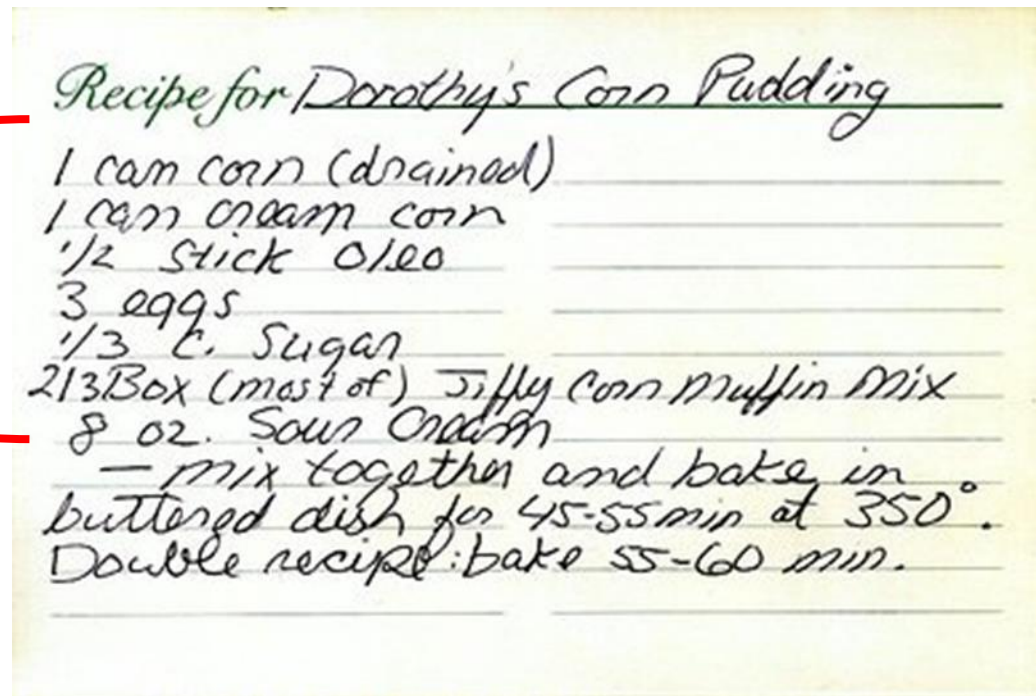 Recipe for Dorothy's Corn Pudding
1 can corn (drained)
1 can cream corn
1/2 stick oleo
3 eggs
1/3 c. Sugar
2/3 Box (most of) Jiffy corn muffin mix
8 oz. Sour Cream
— mix together and bake in
buttered dish for 45-55 min at 350°.
Double recipe: bake 55-60 min.